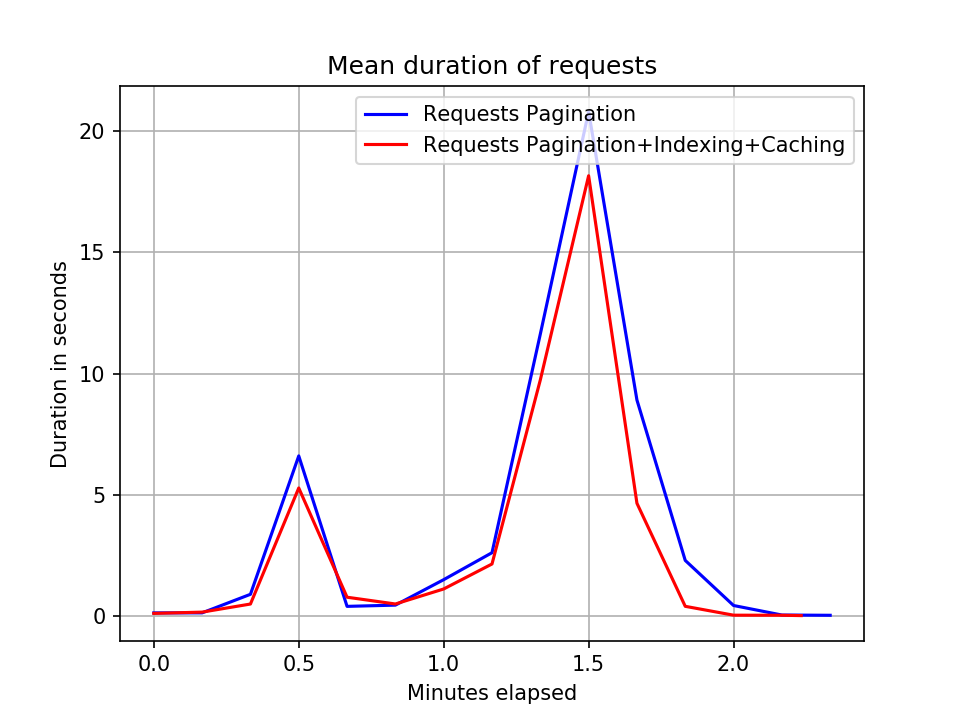 Mean duration of requests
Requests Pagination
Requests Pagination+Indexing+Caching
Duration in seconds
20
15
10
5
0
0.0 0.5 1.0 1.5 2.0
Minutes elapsed